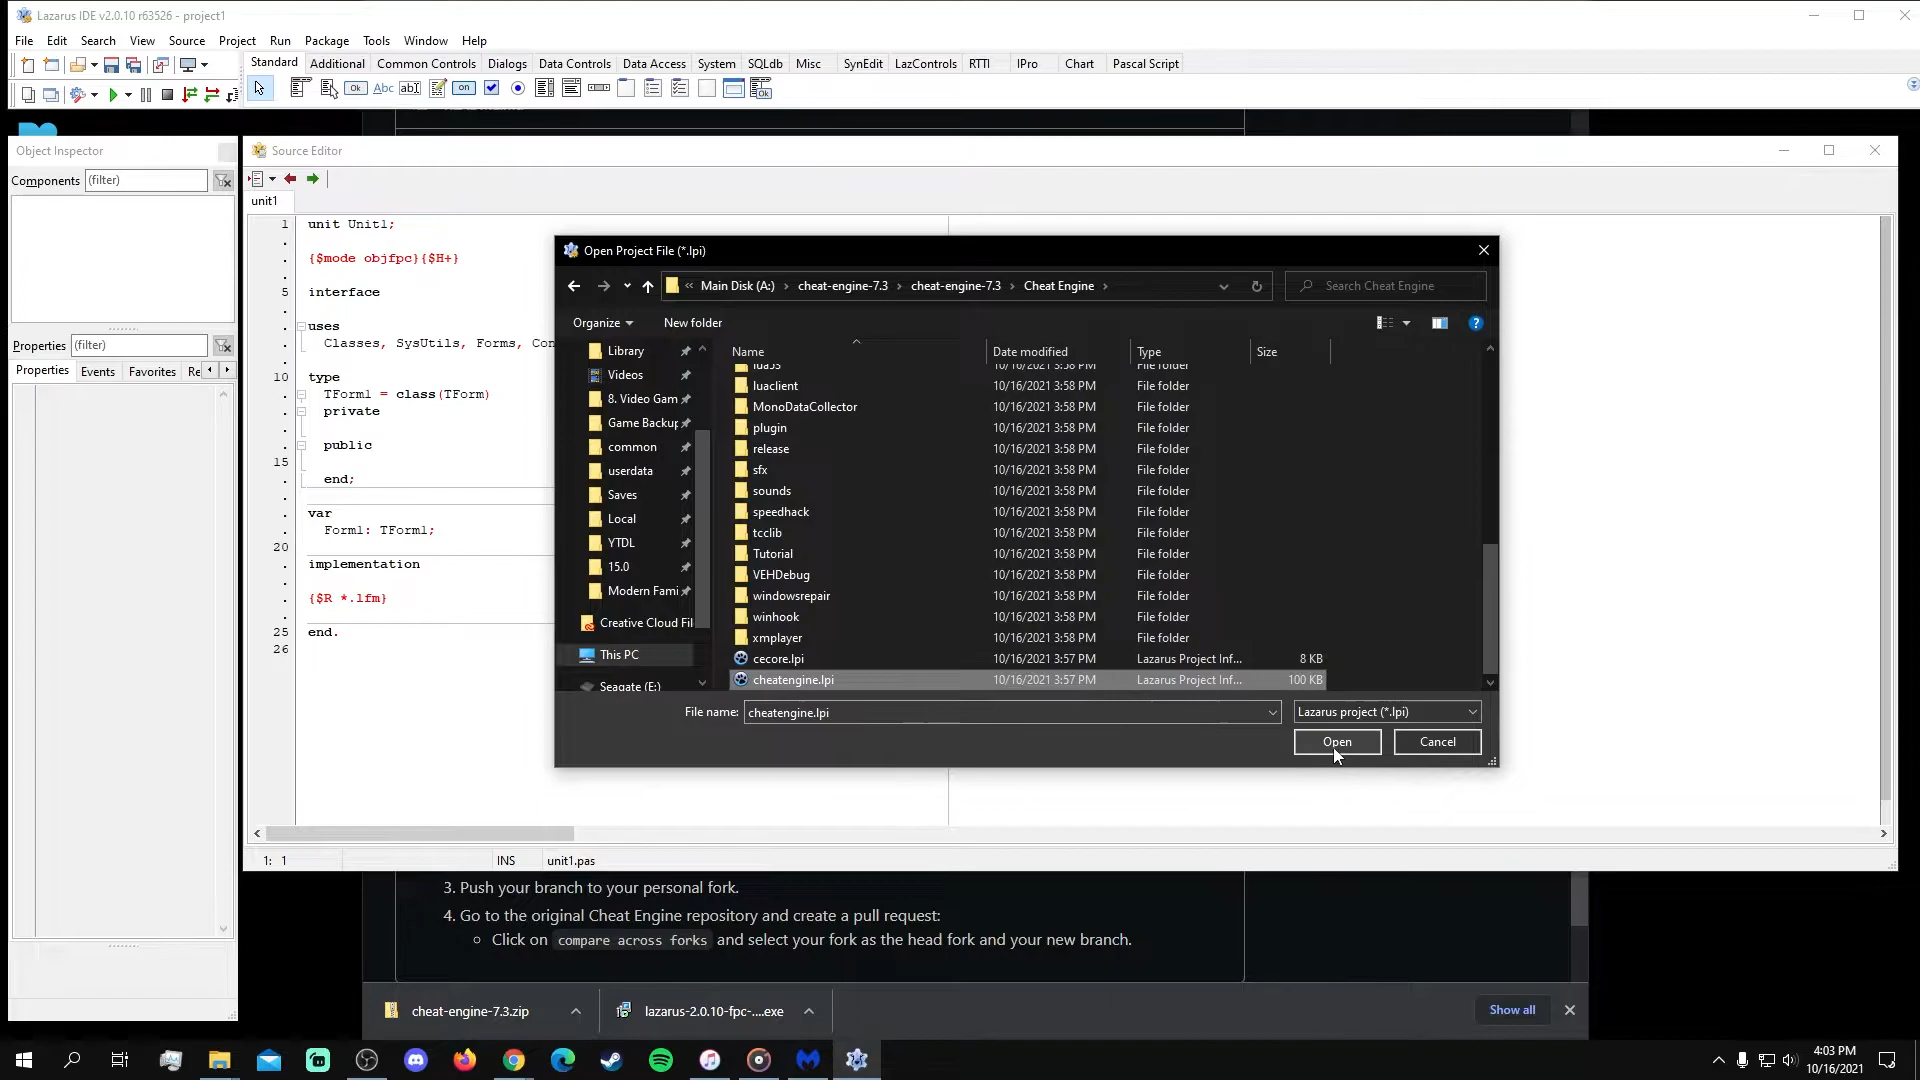 Lazarus IDE v2.0.10 r63526 - project1
File Edit Search View Source Project Run Package Tools Window Help
Standard Additional Common Controls Dialogs Data Controls Data Access System SQLdb Misc SynEdit LazControls RTTI IPro Chart Pascal Script
Ok Abc ab on Ok
Object Inspector
Components (filter)
Properties (filter)
Properties Events Favorites Re
Source Editor
unit1
1 unit Unit1;
{$mode objfpc}{$H+}
5 interface
uses
Classes, SysUtils, Forms, Con
10 type
TForm1 = class(TForm)
private
public
15
end;
var
Form1: TForm1;
20
implementation
{$R *.lfm}
25 end.
26
1: 1 INS unit1.pas
Open Project File (*.lpi)
« Main Disk (A:) › cheat-engine-7.3 › cheat-engine-7.3 › Cheat Engine ›
Search Cheat Engine
Organize New folder
Library
Videos
8. Video Gam
Game Backup
common
userdata
Saves
Local
YTDL
15.0
Modern Fami
Creative Cloud Fil
This PC
Seagate (E:)
Name Date modified Type Size
lua53 10/16/2021 3:58 PM File folder
luaclient 10/16/2021 3:58 PM File folder
MonoDataCollector 10/16/2021 3:58 PM File folder
plugin 10/16/2021 3:58 PM File folder
release 10/16/2021 3:58 PM File folder
sfx 10/16/2021 3:58 PM File folder
sounds 10/16/2021 3:58 PM File folder
speedhack 10/16/2021 3:58 PM File folder
tcclib 10/16/2021 3:58 PM File folder
Tutorial 10/16/2021 3:58 PM File folder
VEHDebug 10/16/2021 3:58 PM File folder
windowsrepair 10/16/2021 3:58 PM File folder
winhook 10/16/2021 3:58 PM File folder
xmplayer 10/16/2021 3:58 PM File folder
cecore.lpi 10/16/2021 3:57 PM Lazarus Project Inf... 8 KB
cheatengine.lpi 10/16/2021 3:57 PM Lazarus Project Inf... 100 KB
File name: cheatengine.lpi Lazarus project (*.lpi)
Open Cancel
3. Push your branch to your personal fork.
4. Go to the original Cheat Engine repository and create a pull request:
Click on compare across forks and select your fork as the head fork and your new branch.
cheat-engine-7.3.zip lazarus-2.0.10-fpc-....exe Show all
4:03 PM
10/16/2021